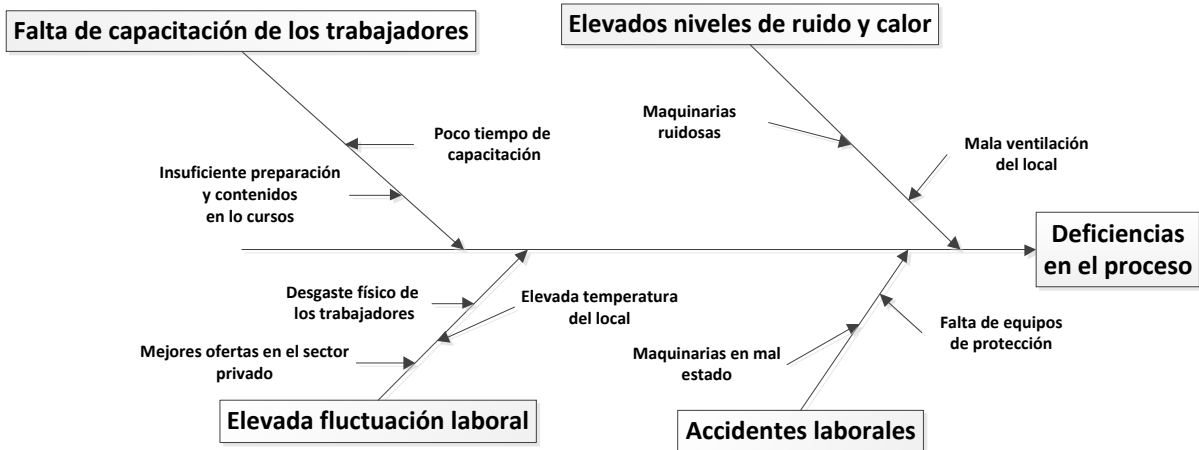 Falta de capacitación de los trabajadores
Elevados niveles de ruido y calor
Poco tiempo de
capacitación
Insuficiente preparación
y contenidos
en lo cursos
Maquinarias
ruidosas
Mala ventilación
del local
Deficiencias
en el proceso
Desgaste físico de
los trabajadores
Elevada temperatura
del local
Mejores ofertas en el sector
privado
Maquinarias en mal
estado
Falta de equipos
de protección
Elevada fluctuación laboral
Accidentes laborales